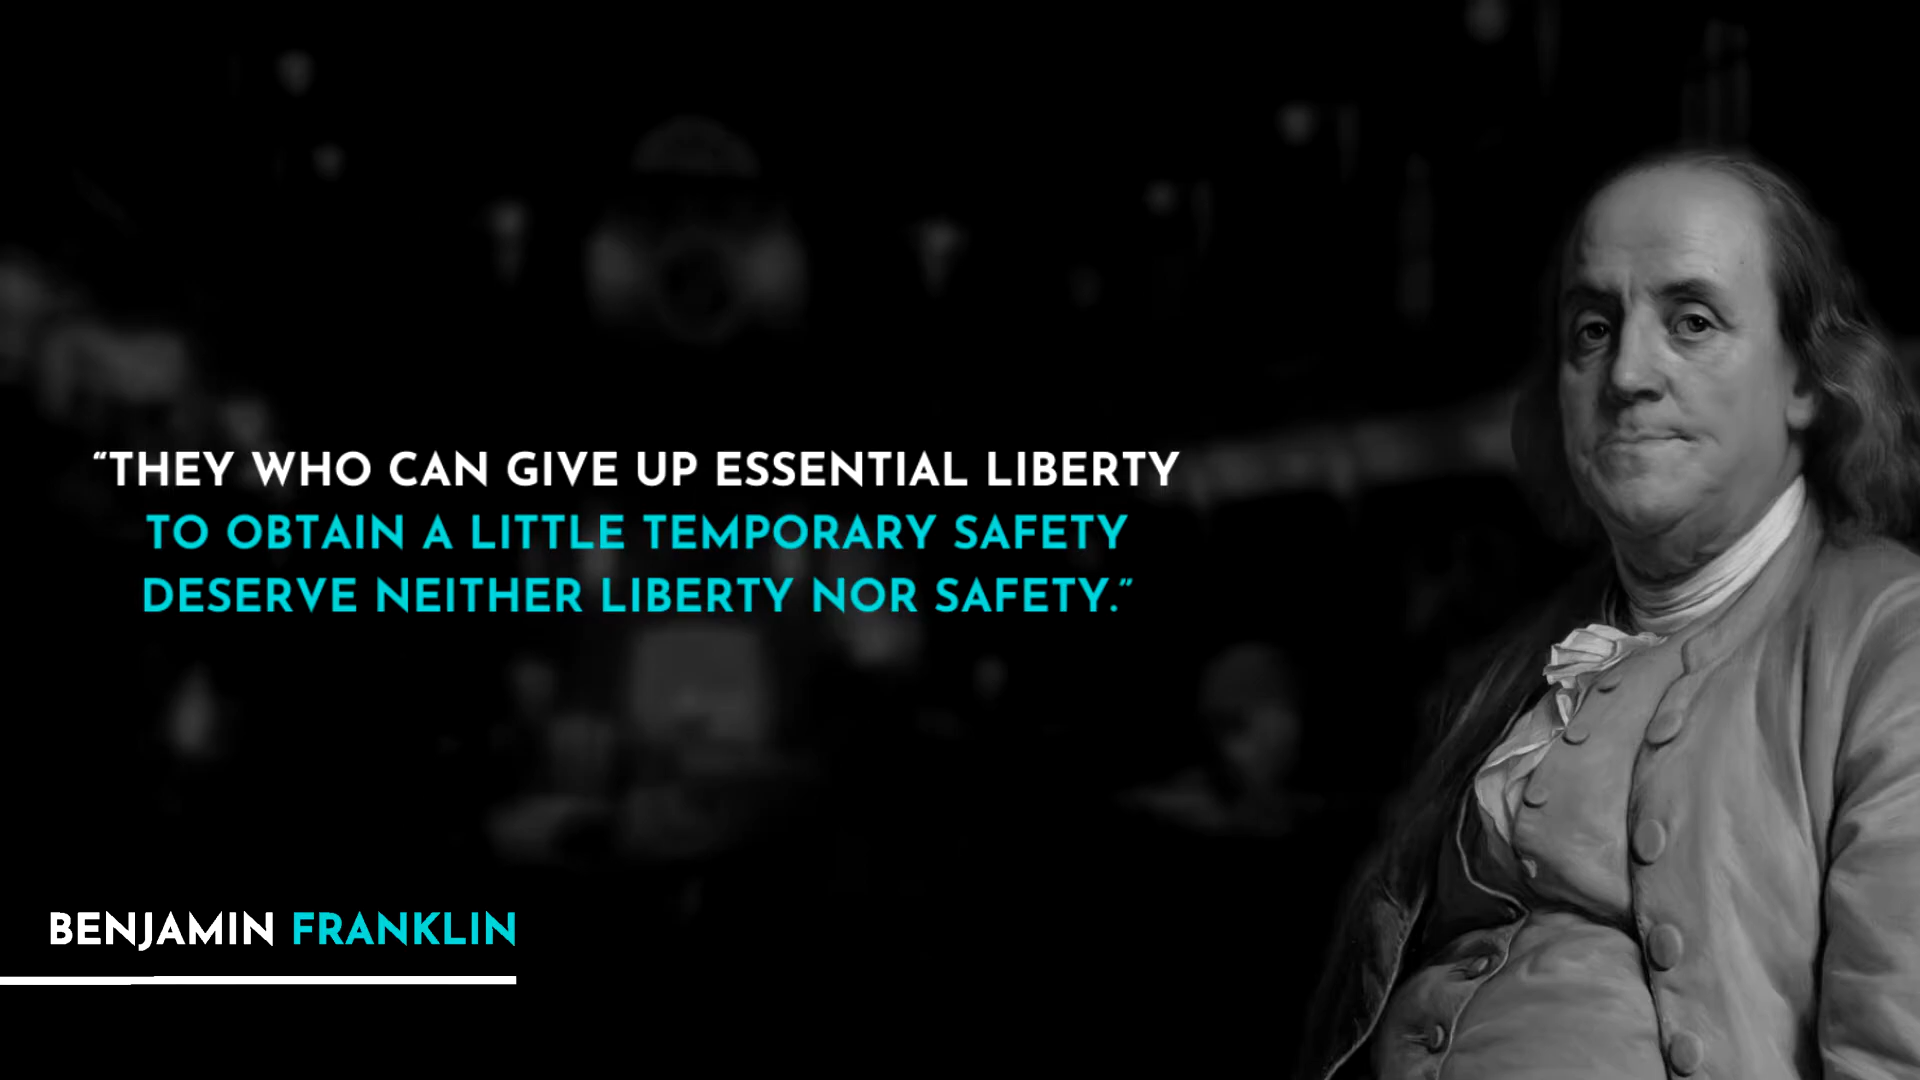 “THEY WHO CAN GIVE UP ESSENTIAL LIBERTY
TO OBTAIN A LITTLE TEMPORARY SAFETY
DESERVE NEITHER LIBERTY NOR SAFETY.”
BENJAMIN FRANKLIN